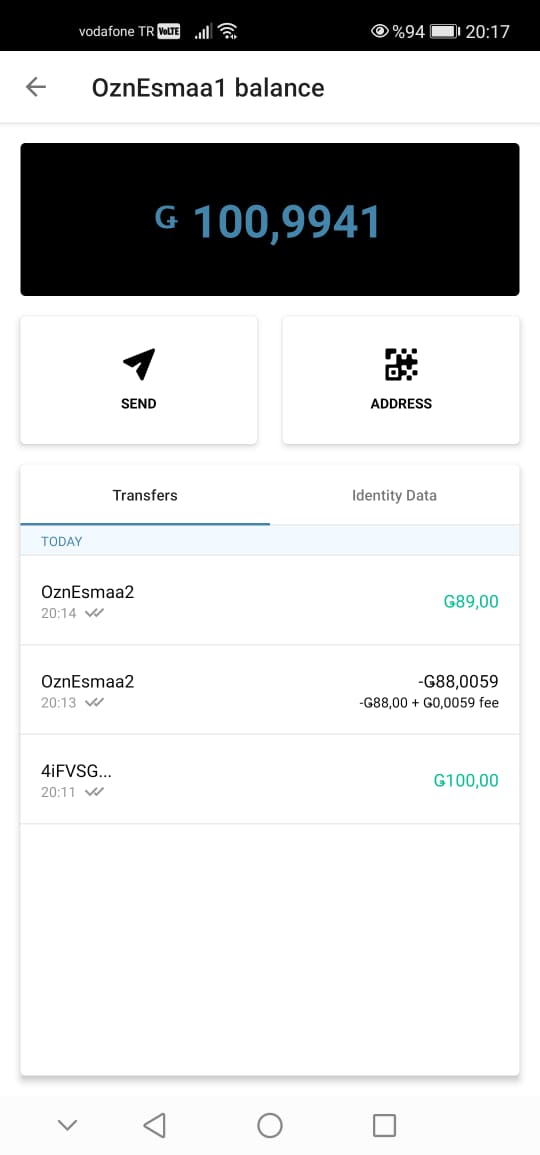 vodafone TR VoLTE %94 20:17
OznEsmaa1 balance
Ǥ 100,9941
SEND ADDRESS
Transfers Identity Data
TODAY
OznEsmaa2 Ǥ89,00
20:14
OznEsmaa2 -Ǥ88,0059
20:13 -Ǥ88,00 + Ǥ0,0059 fee
4iFVSG... Ǥ100,00
20:11